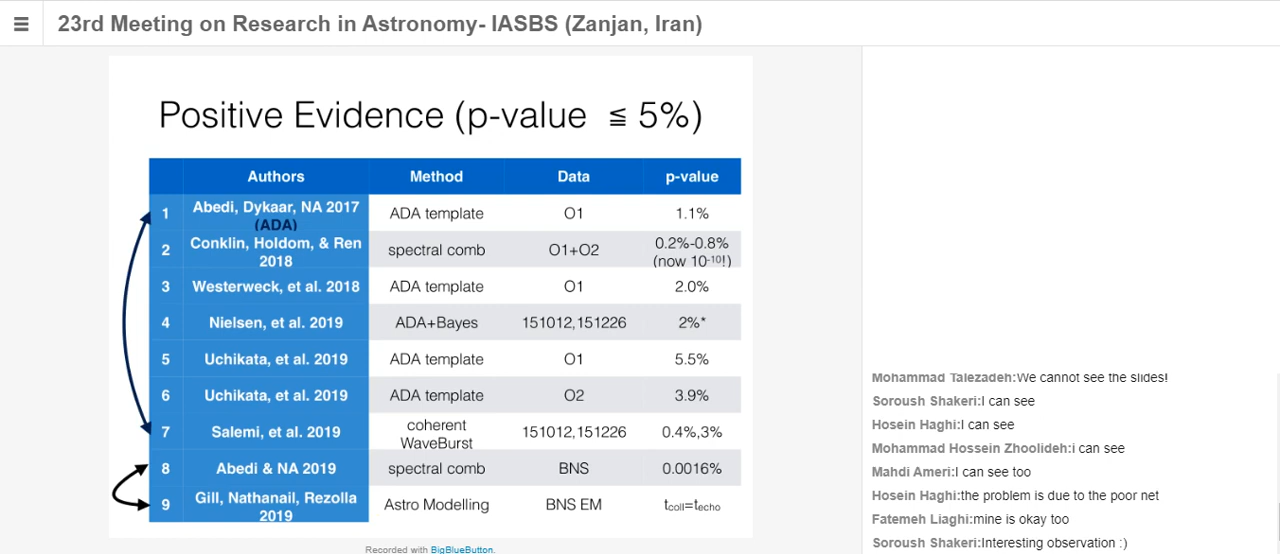 23rd Meeting on Research in Astronomy- IASBS (Zanjan, Iran)
Positive Evidence (p-value ≦ 5%)
Authors Method Data p-value
1 Abedi, Dykaar, NA 2017 (ADA) ADA template O1 1.1%
2 Conklin, Holdom, & Ren 2018 spectral comb O1+O2 0.2%-0.8% (now 10-10!)
3 Westerweck, et al. 2018 ADA template O1 2.0%
4 Nielsen, et al. 2019 ADA+Bayes 151012,151226 2%*
5 Uchikata, et al. 2019 ADA template O1 5.5%
6 Uchikata, et al. 2019 ADA template O2 3.9%
7 Salemi, et al. 2019 coherent WaveBurst 151012,151226 0.4%,3%
8 Abedi & NA 2019 spectral comb BNS 0.0016%
9 Gill, Nathanail, Rezolla 2019 Astro Modelling BNS EM tcoll=techo
Recorded with BigBlueButton.
Mohammad Talezadeh:We cannot see the slides!
Soroush Shakeri:I can see
Hosein Haghi:I can see
Mohammad Hossein Zhoolideh:i can see
Mahdi Ameri:I can see too
Hosein Haghi:the problem is due to the poor net
Fatemeh Liaghi:mine is okay too
Soroush Shakeri:Interesting observation :)